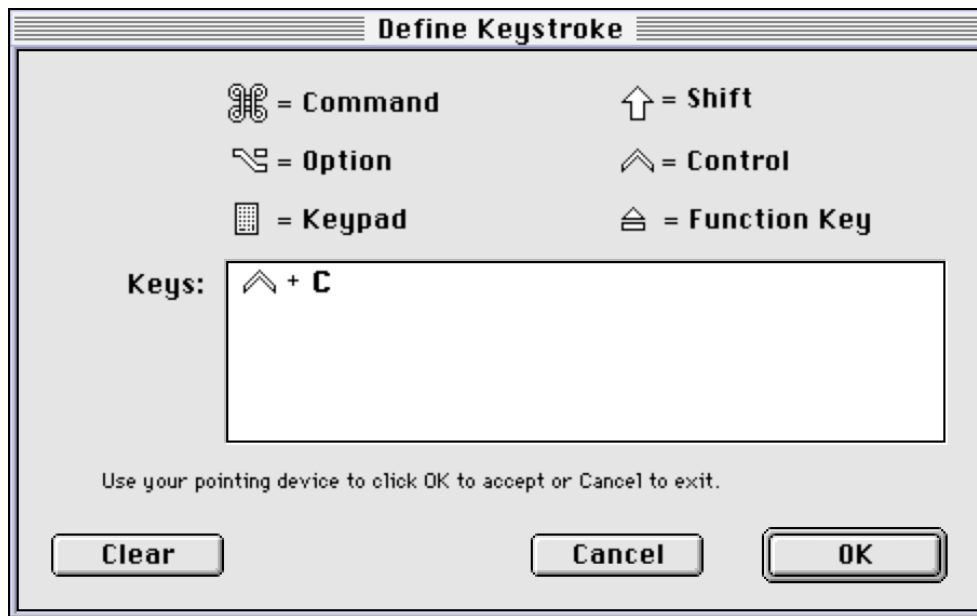 Define Keystroke
⌘ = Command
⇧ = Shift
⌥ = Option
⌃ = Control
= Keypad
⏏ = Function Key
Keys:
⌃ + C
Use your pointing device to click OK to accept or Cancel to exit.
Clear
Cancel
OK